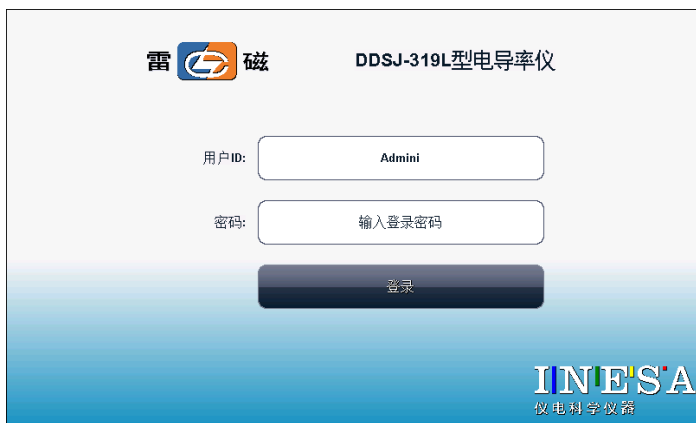 雷 磁 DDSJ-319L型电导率仪
用户ID: Admini
密码: 输入登录密码
登录
INESA
仪电科学仪器